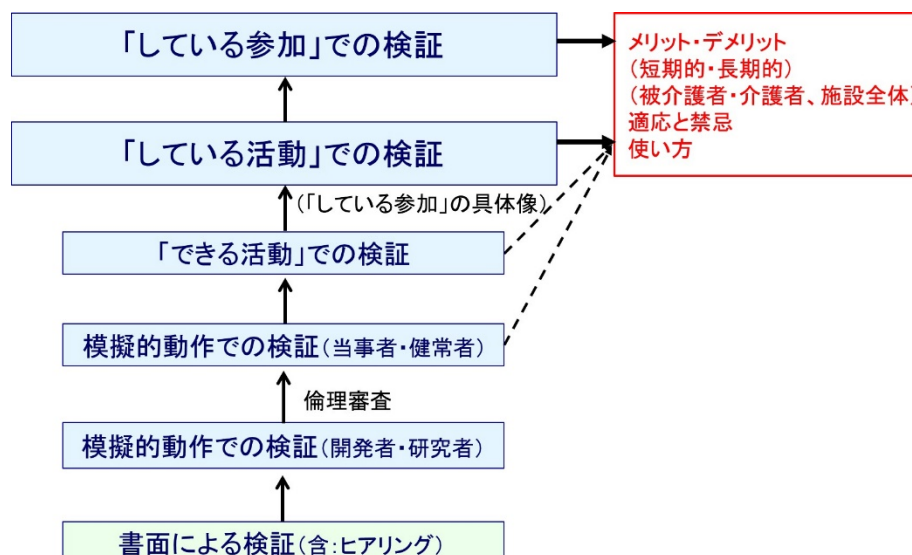 「している参加」での検証
メリット・デメリット
(短期的・長期的)
(被介護者・介護者、施設全体)
適応と禁忌
使い方
「している活動」での検証
(「している参加」の具体像)
「できる活動」での検証
模擬的動作での検証(当事者・健常者)
倫理審査
模擬的動作での検証(開発者・研究者)
書面による検証(含:ヒアリング)